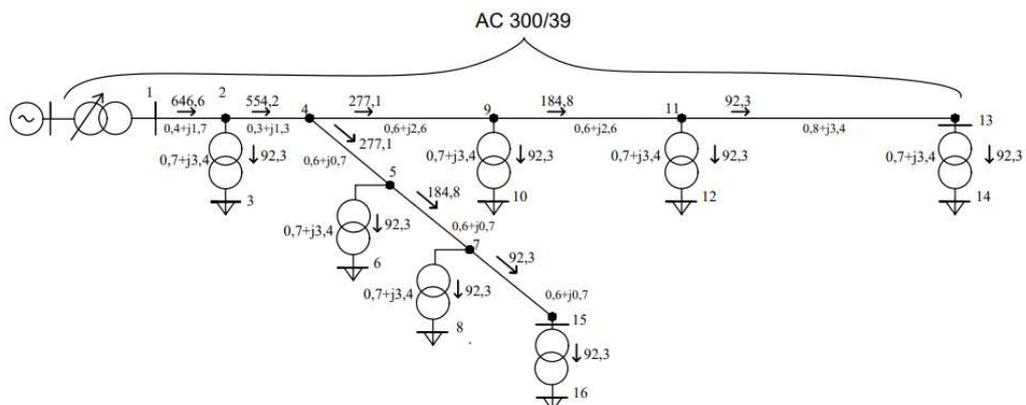 AC 300/39
1 2 4 9 11 13
646,6 554,2 277,1 184,8 92,3
0,4+j1,7 0,3+j1,3 0,6+j2,6 0,6+j2,6 0,8+j3,4
277,1
0,7+j3,4 92,3 0,6+j0,7 0,7+j3,4 92,3 0,7+j3,4 92,3 0,7+j3,4 92,3
5
3 184,8 10 12 14
0,7+j3,4 92,3 0,6+j0,7
7
6 92,3
0,7+j3,4 92,3 0,6+j0,7
15
8
92,3
16